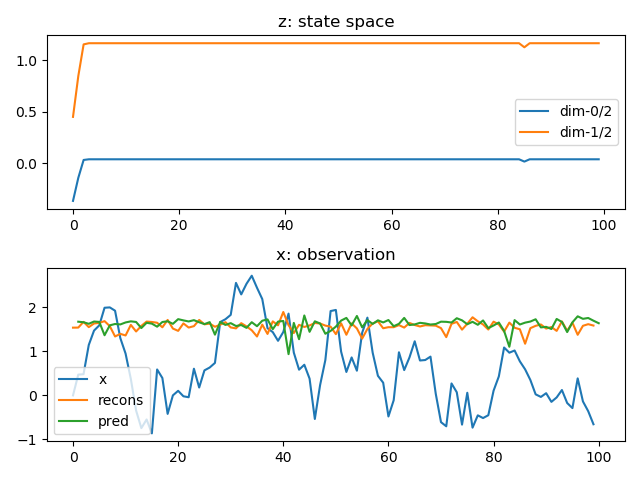 z: state space
1.0
0.5
0.0
dim-0/2
dim-1/2
0 20 40 60 80 100
x: observation
2
1
0
−1
x
recons
pred
0 20 40 60 80 100